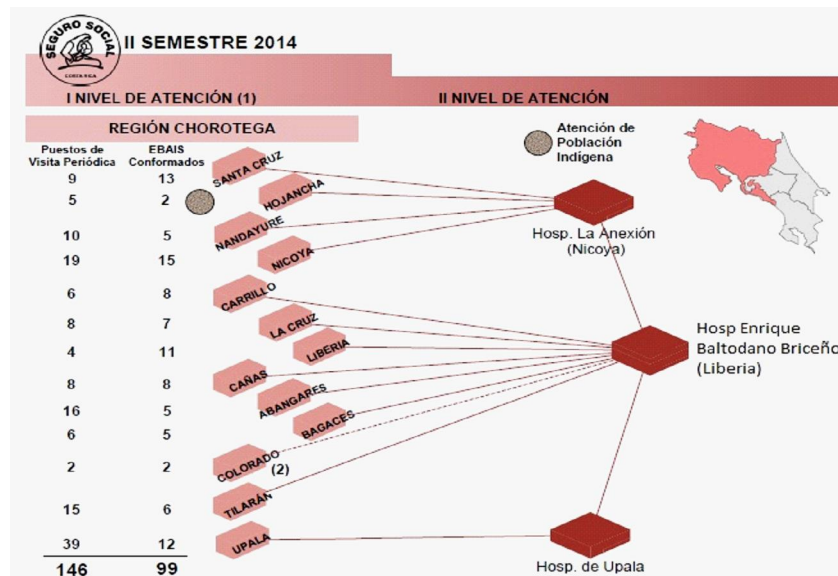 SEGURO SOCIAL
COSTA RICA
II SEMESTRE 2014
I NIVEL DE ATENCIÓN (1)
II NIVEL DE ATENCIÓN
REGIÓN CHOROTEGA
Puestos de
Visita Periódica
EBAIS
Conformados
Atención de
Población
Indígena
9 13 SANTA CRUZ
5 2 HOJANCHA
10 5 NANDAYURE
19 15 NICOYA
6 8 CARRILLO
8 7 LA CRUZ
4 11 LIBERIA
8 8 CAÑAS
16 5 ABANGARES
6 5 BAGACES
2 2 COLORADO (2)
15 6 TILARÁN
39 12 UPALA
146 99
Hosp. La Anexión
(Nicoya)
Hosp Enrique
Baltodano Briceño
(Liberia)
Hosp. de Upala